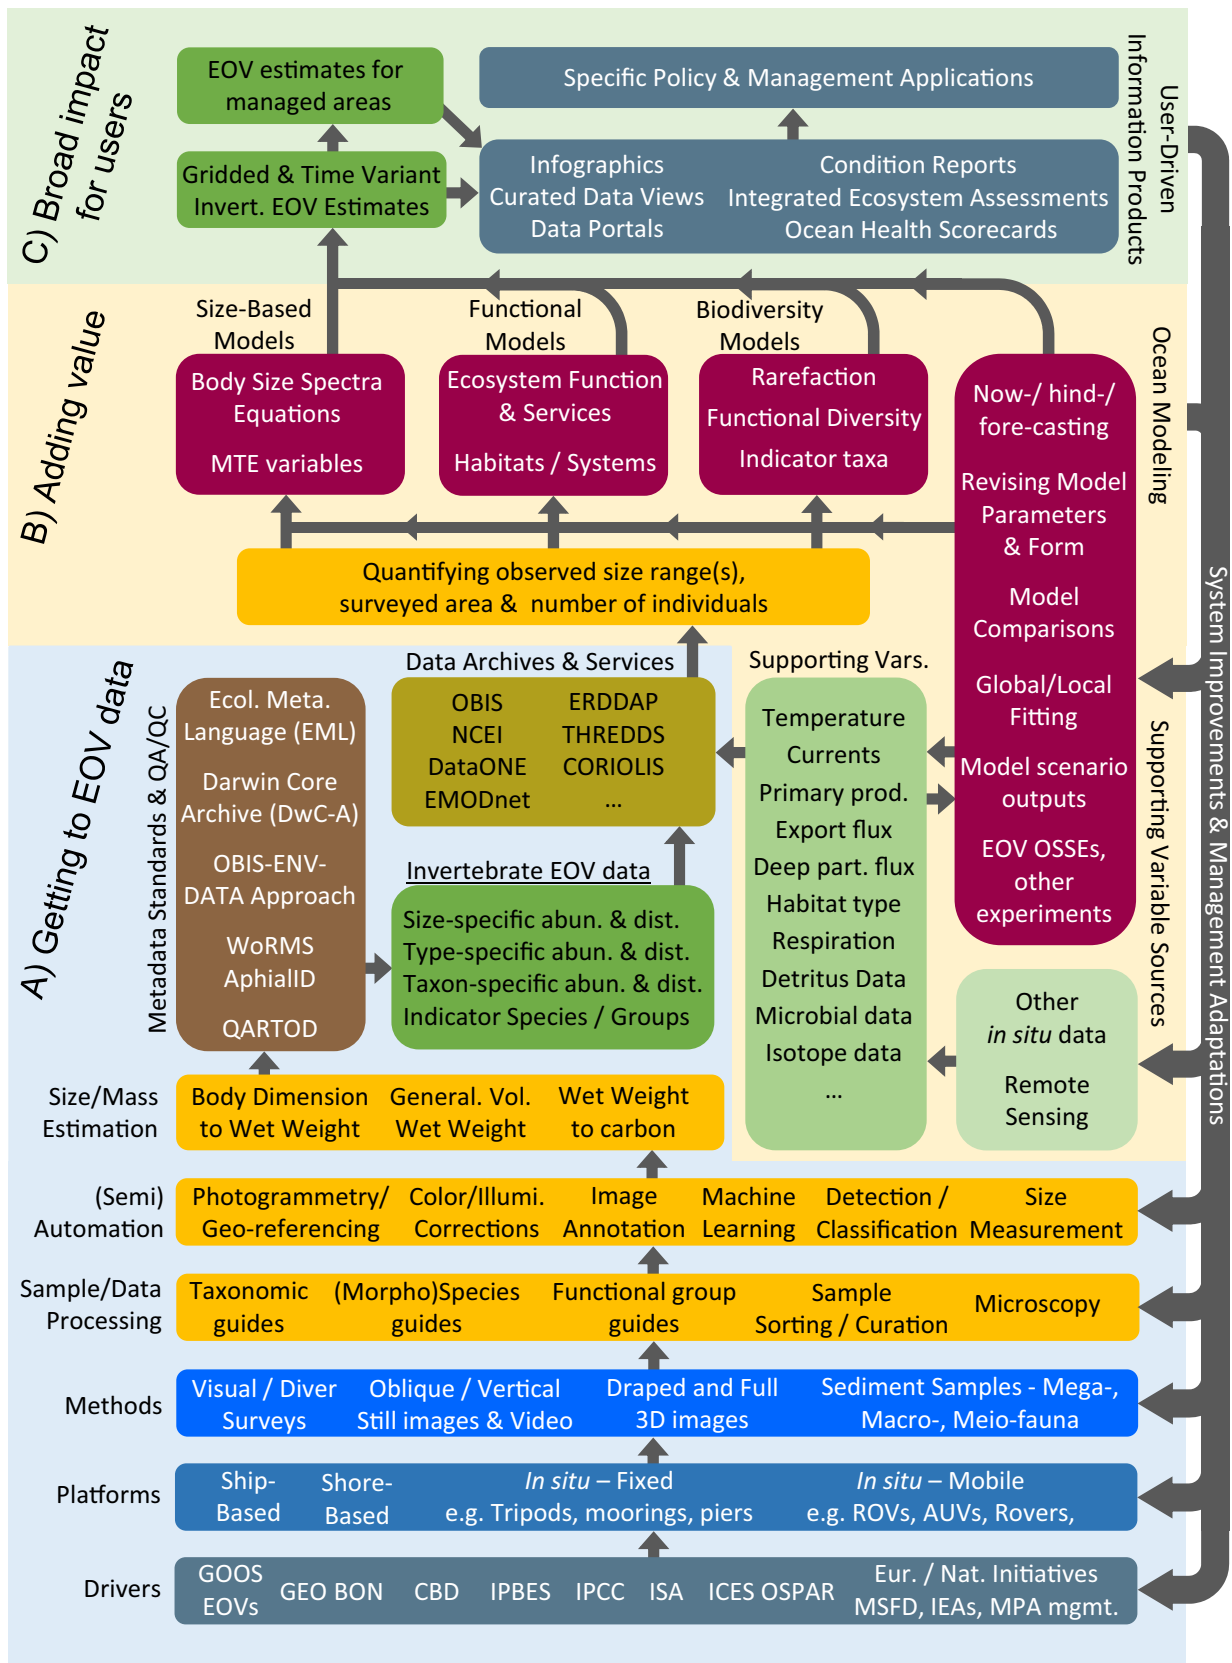 C) Broad impact
for users
EOV estimates for
managed areas
Gridded & Time Variant
Invert. EOV Estimates
Specific Policy & Management Applications
Infographics
Curated Data Views
Data Portals
Condition Reports
Integrated Ecosystem Assessments
Ocean Health Scorecards
User-Driven
Information Products
B) Adding value
Size-Based
Models
Functional
Models
Biodiversity
Models
Body Size Spectra
Equations
MTE variables
Ecosystem Function
& Services
Habitats / Systems
Rarefaction
Functional Diversity
Indicator taxa
Now-/ hind-/
fore-casting
Revising Model
Parameters
& Form
Model
Comparisons
Global/Local
Fitting
Model scenario
outputs
EOV OSSEs,
other
experiments
Ocean Modeling
Quantifying observed size range(s),
surveyed area & number of individuals
A) Getting to EOV data
Metadata Standards & QA/QC
Ecol. Meta.
Language (EML)
Darwin Core
Archive (DwC-A)
OBIS-ENV-
DATA Approach
WoRMS
AphialID
QARTOD
Data Archives & Services
OBIS
NCEI
DataONE
EMODnet
ERDDAP
THREDDS
CORIOLIS
...
Invertebrate EOV data
Size-specific abun. & dist.
Type-specific abun. & dist.
Taxon-specific abun. & dist.
Indicator Species / Groups
Supporting Vars.
Temperature
Currents
Primary prod.
Export flux
Deep part. flux
Habitat type
Respiration
Detritus Data
Microbial data
Isotope data
...
Other
in situ data
Remote
Sensing
Supporting Variable Sources
System Improvements & Management Adaptations
Size/Mass
Estimation
Body Dimension
to Wet Weight
General. Vol.
Wet Weight
Wet Weight
to carbon
(Semi)
Automation
Photogrammetry/
Geo-referencing
Color/Illumi.
Corrections
Image
Annotation
Machine
Learning
Detection /
Classification
Size
Measurement
Sample/Data
Processing
Taxonomic
guides
(Morpho)Species
guides
Functional group
guides
Sample
Sorting / Curation
Microscopy
Methods
Visual / Diver
Surveys
Oblique / Vertical
Still images & Video
Draped and Full
3D images
Sediment Samples - Mega-,
Macro-, Meio-fauna
Platforms
Ship-
Based
Shore-
Based
In situ – Fixed
e.g. Tripods, moorings, piers
In situ – Mobile
e.g. ROVs, AUVs, Rovers,
Drivers
GOOS
EOVs
GEO BON
CBD
IPBES
IPCC
ISA
ICES OSPAR
Eur. / Nat. Initiatives
MSFD, IEAs, MPA mgmt.